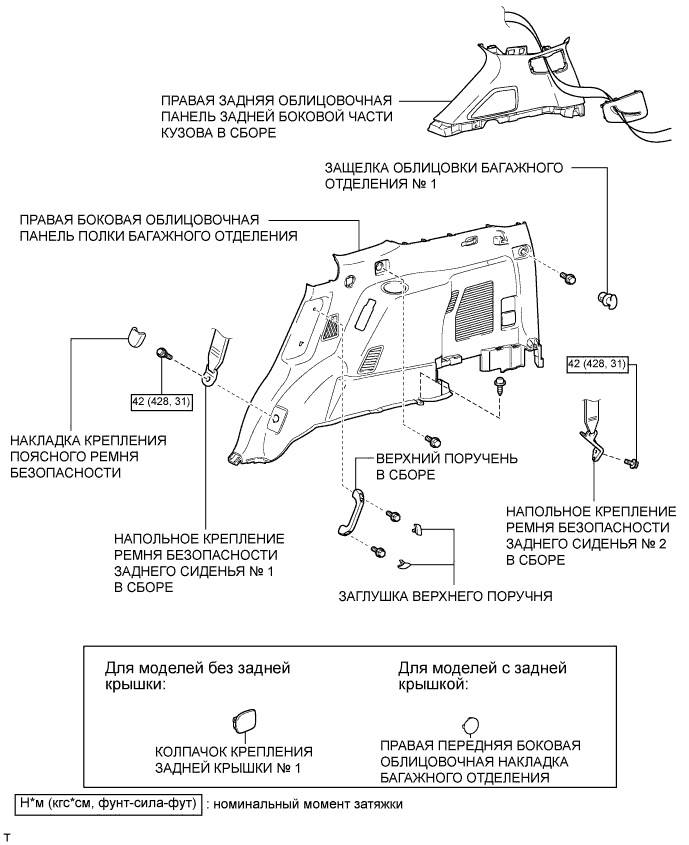 ПРАВАЯ ЗАДНЯЯ ОБЛИЦОВОЧНАЯ
ПАНЕЛЬ ЗАДНЕЙ БОКОВОЙ ЧАСТИ
КУЗОВА В СБОРЕ
ЗАЩЕЛКА ОБЛИЦОВКИ БАГАЖНОГО
ОТДЕЛЕНИЯ № 1
ПРАВАЯ БОКОВАЯ ОБЛИЦОВОЧНАЯ
ПАНЕЛЬ ПОЛКИ БАГАЖНОГО ОТДЕЛЕНИЯ
42 (428, 31)
42 (428, 31)
НАКЛАДКА КРЕПЛЕНИЯ
ПОЯСНОГО РЕМНЯ
БЕЗОПАСНОСТИ
ВЕРХНИЙ ПОРУЧЕНЬ
В СБОРЕ
НАПОЛЬНОЕ КРЕПЛЕНИЕ
РЕМНЯ БЕЗОПАСНОСТИ
ЗАДНЕГО СИДЕНЬЯ № 1
В СБОРЕ
НАПОЛЬНОЕ КРЕПЛЕНИЕ
РЕМНЯ БЕЗОПАСНОСТИ
ЗАДНЕГО СИДЕНЬЯ № 2
В СБОРЕ
ЗАГЛУШКА ВЕРХНЕГО ПОРУЧНЯ
Для моделей без задней
крышки:
КОЛПАЧОК КРЕПЛЕНИЯ
ЗАДНЕЙ КРЫШКИ № 1
Для моделей с задней
крышкой:
ПРАВАЯ ПЕРЕДНЯЯ БОКОВАЯ
ОБЛИЦОВОЧНАЯ НАКЛАДКА
БАГАЖНОГО ОТДЕЛЕНИЯ
Н*м (кгс*см, фунт-сила-фут) : номинальный момент затяжки
T